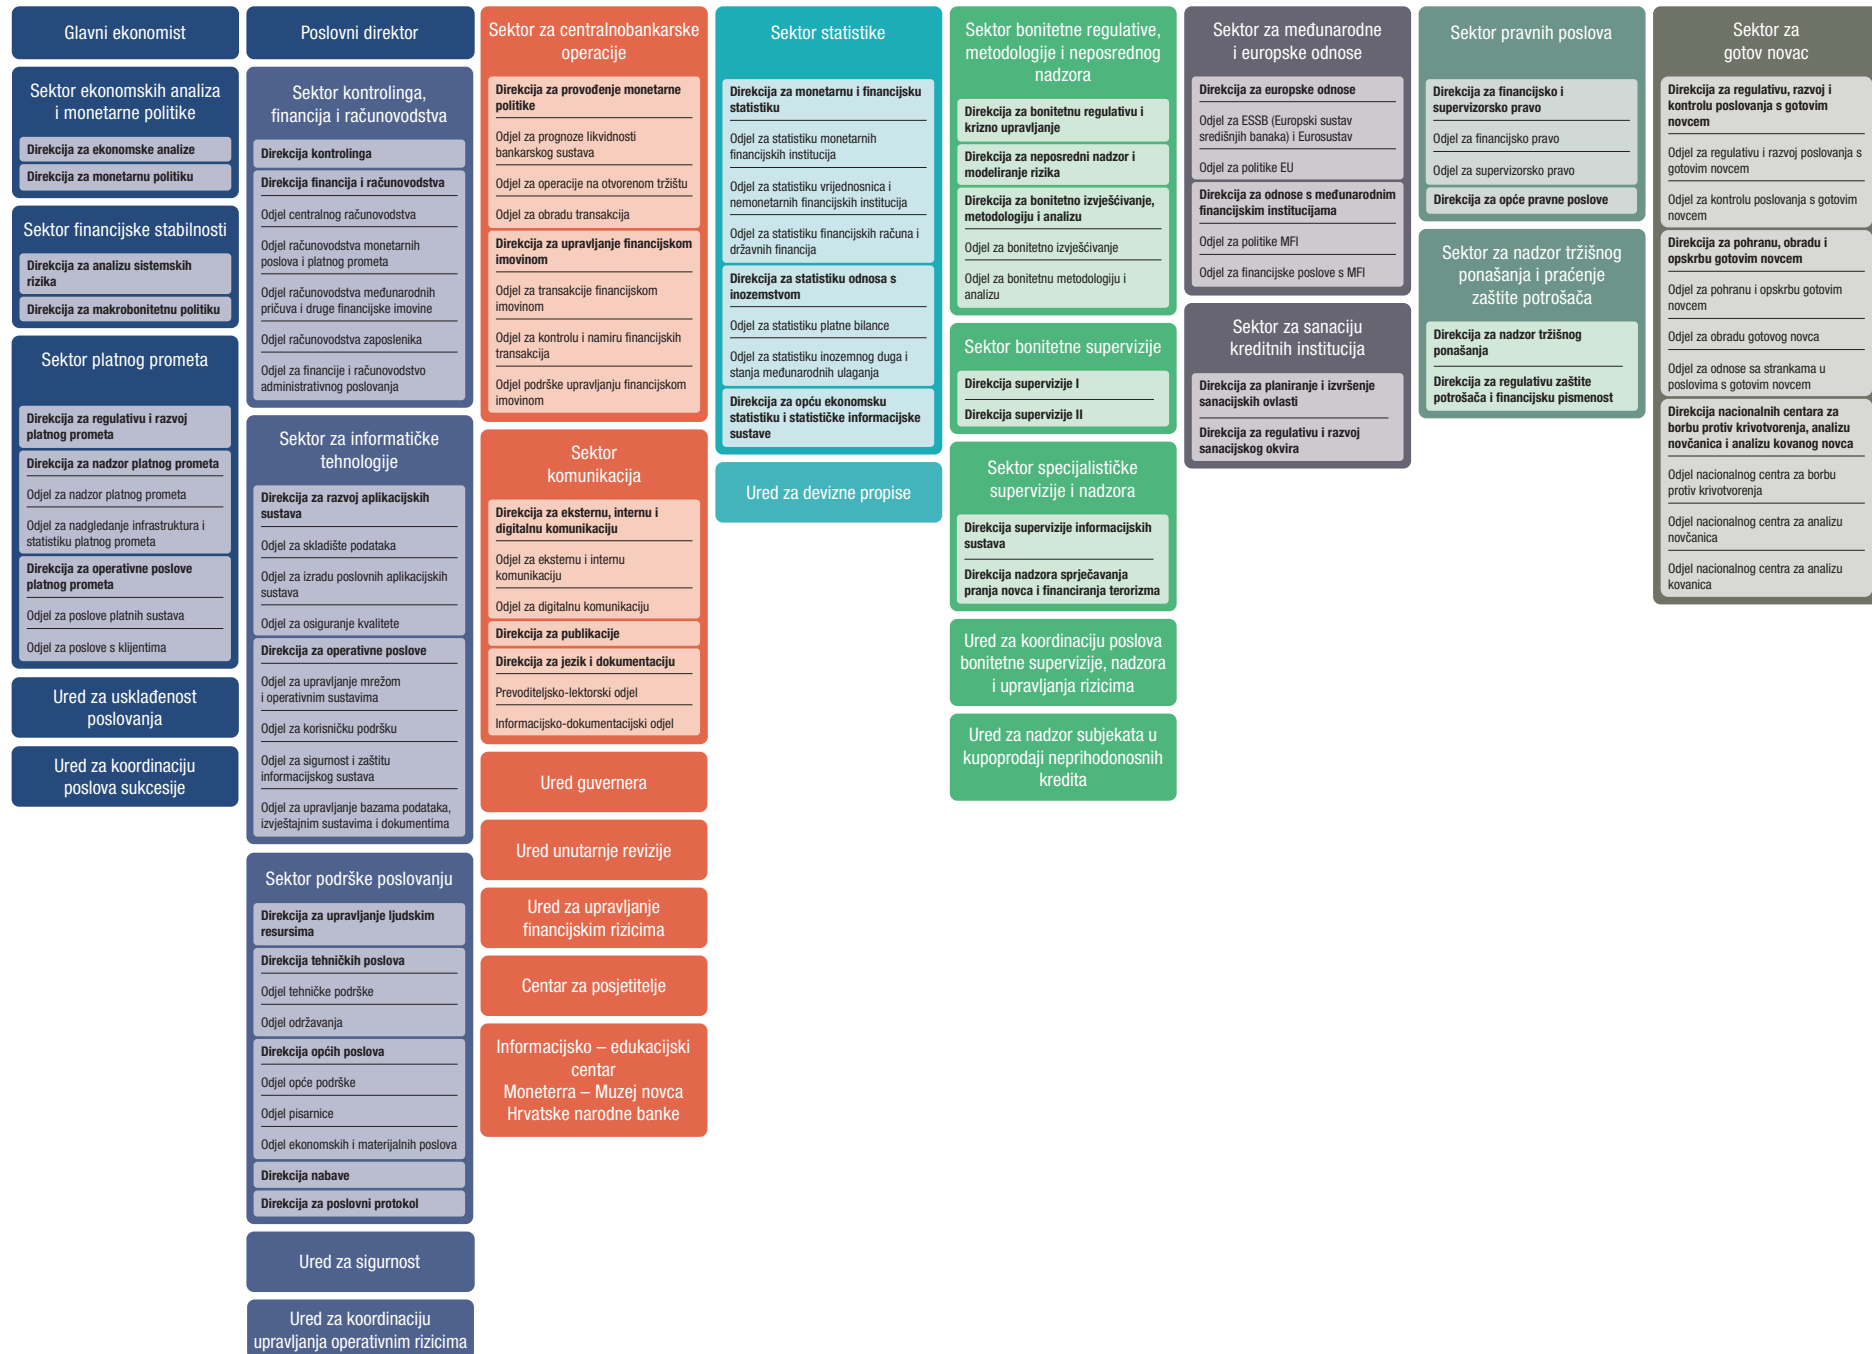 Glavni ekonomist
Sektor ekonomskih analiza
i monetarne politike
Direkcija za ekonomske analize
Direkcija za monetarnu politiku
Sektor financijske stabilnosti
Direkcija za analizu sistemskih
rizika
Direkcija za makrobonitetnu politiku
Sektor platnog prometa
Direkcija za regulativu i razvoj
platnog prometa
Direkcija za nadzor platnog prometa
Odjel za nadzor platnog prometa
Odjel za nadgledanje infrastruktura i
statistiku platnog prometa
Direkcija za operativne poslove
platnog prometa
Odjel za poslove platnih sustava
Odjel za poslove s klijentima
Ured za usklađenost
poslovanja
Ured za koordinaciju
poslova sukcesije
Poslovni direktor
Sektor kontrolinga,
financija i računovodstva
Direkcija kontrolinga
Direkcija financija i računovodstva
Odjel centralnog računovodstva
Odjel računovodstva monetarnih
poslova i platnog prometa
Odjel računovodstva međunarodnih
pričuva i druge financijske imovine
Odjel računovodstva zaposlenika
Odjel za financije i računovodstvo
administrativnog poslovanja
Sektor za informatičke
tehnologije
Direkcija za razvoj aplikacijskih
sustava
Odjel za skladište podataka
Odjel za izradu poslovnih aplikacijskih
sustava
Odjel za osiguranje kvalitete
Direkcija za operativne poslove
Odjel za upravljanje mrežom
i operativnim sustavima
Odjel za korisničku podršku
Odjel za sigurnost i zaštitu
informacijskog sustava
Odjel za upravljanje bazama podataka,
izvještajnim sustavima i dokumentima
Sektor podrške poslovanju
Direkcija za upravljanje ljudskim
resursima
Direkcija tehničkih poslova
Odjel tehničke podrške
Odjel održavanja
Direkcija općih poslova
Odjel opće podrške
Odjel pisarnice
Odjel ekonomskih i materijalnih poslova
Direkcija nabave
Direkcija za poslovni protokol
Ured za sigurnost
Ured za koordinaciju
upravljanja operativnim rizicima
Sektor za centralnobankarske
operacije
Direkcija za provođenje monetarne
politike
Odjel za prognoze likvidnosti
bankarskog sustava
Odjel za operacije na otvorenom tržištu
Odjel za obradu transakcija
Direkcija za upravljanje financijskom
imovinom
Odjel za transakcije financijskom
imovinom
Odjel za kontrolu i namiru financijskih
transakcija
Odjel podrške upravljanju financijskom
imovinom
Sektor
komunikacija
Direkcija za eksternu, internu i
digitalnu komunikaciju
Odjel za eksternu i internu
komunikaciju
Odjel za digitalnu komunikaciju
Direkcija za publikacije
Direkcija za jezik i dokumentaciju
Prevoditeljsko-lektorski odjel
Informacijsko-dokumentacijski odjel
Ured guvernera
Ured unutarnje revizije
Ured za upravljanje
financijskim rizicima
Centar za posjetitelje
Informacijsko – edukacijski
centar
Moneterra – Muzej novca
Hrvatske narodne banke
Sektor statistike
Direkcija za monetarnu i financijsku
statistiku
Odjel za statistiku monetarnih
financijskih institucija
Odjel za statistiku vrijednosnica i
nemonetarnih financijskih institucija
Odjel za statistiku financijskih računa i
državnih financija
Direkcija za statistiku odnosa s
inozemstvom
Odjel za statistiku platne bilance
Odjel za statistiku inozemnog duga i
stanja međunarodnih ulaganja
Direkcija za opću ekonomsku
statistiku i statističke informacijske
sustave
Ured za devizne propise
Sektor bonitetne regulative,
metodologije i neposrednog
nadzora
Direkcija za bonitetnu regulativu i
krizno upravljanje
Direkcija za neposredni nadzor i
modeliranje rizika
Direkcija za bonitetno izvješćivanje,
metodologiju i analizu
Odjel za bonitetno izvješćivanje
Odjel za bonitetnu metodologiju i
analizu
Sektor bonitetne supervizije
Direkcija supervizije I
Direkcija supervizije II
Sektor specijalističke
supervizije i nadzora
Direkcija supervizije informacijskih
sustava
Direkcija nadzora sprječavanja
pranja novca i financiranja terorizma
Ured za koordinaciju poslova
bonitetne supervizije, nadzora
i upravljanja rizicima
Ured za nadzor subjekata u
kupoprodaji neprihodonosnih
kredita
Sektor za međunarodne
i europske odnose
Direkcija za europske odnose
Odjel za ESSB (Europski sustav
središnjih banaka) i Eurosustav
Odjel za politike EU
Direkcija za odnose s međunarodnim
financijskim institucijama
Odjel za politike MFI
Odjel za financijske poslove s MFI
Sektor za sanaciju
kreditnih institucija
Direkcija za planiranje i izvršenje
sanacijskih ovlasti
Direkcija za regulativu i razvoj
sanacijskog okvira
Sektor pravnih poslova
Direkcija za financijsko i
supervizorsko pravo
Odjel za financijsko pravo
Odjel za supervizorsko pravo
Direkcija za opće pravne poslove
Sektor za nadzor tržišnog
ponašanja i praćenje
zaštite potrošača
Direkcija za nadzor tržišnog
ponašanja
Direkcija za regulativu zaštite
potrošača i financijsku pismenost
Sektor za
gotov novac
Direkcija za regulativu, razvoj i
kontrolu poslovanja s gotovim
novcem
Odjel za regulativu i razvoj poslovanja s
gotovim novcem
Odjel za kontrolu poslovanja s gotovim
novcem
Direkcija za pohranu, obradu i
opskrbu gotovim novcem
Odjel za pohranu i opskrbu gotovim
novcem
Odjel za obradu gotovog novca
Odjel za odnose sa strankama u
poslovima s gotovim novcem
Direkcija nacionalnih centara za
borbu protiv krivotvorenja, analizu
novčanica i analizu kovanog novca
Odjel nacionalnog centra za borbu
protiv krivotvorenja
Odjel nacionalnog centra za analizu
novčanica
Odjel nacionalnog centra za analizu
kovanica